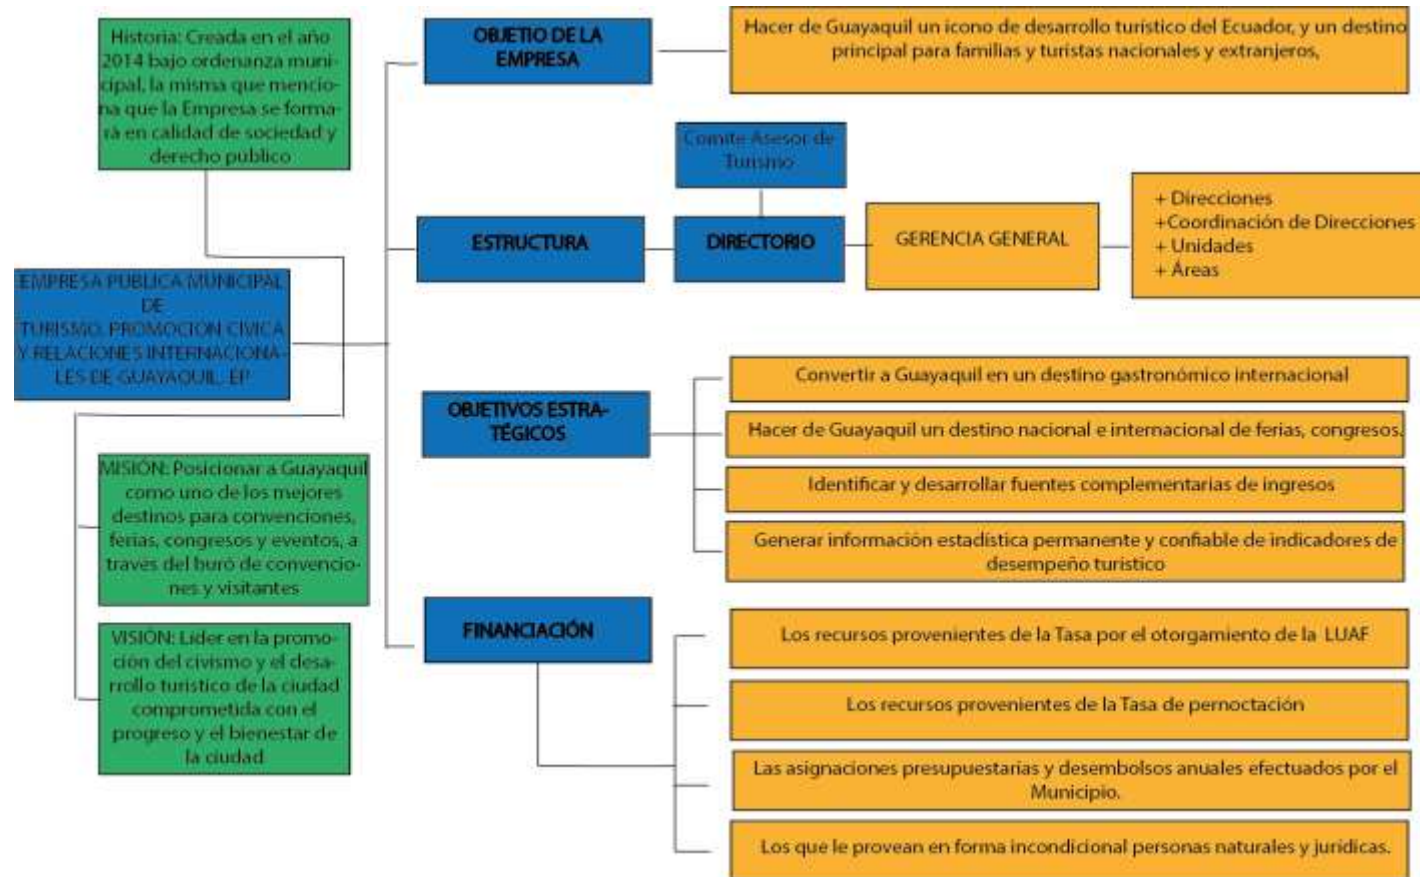 Historia: Creada en el año
2014 bajo ordenanza muni-
cipal, la misma que mencio-
na que la Empresa se forma-
rá en calidad de sociedad y
derecho público
EMPRESA PUBLICA MUNICIPAL
DE
TURISMO, PROMOCION CIVICA
Y RELACIONES INTERNACIONA-
LES DE GUAYAQUIL. EP
MISIÓN: Posicionar a Guayaquil
como uno de los mejores
destinos para convenciones,
ferias, congresos y eventos, a
través del buró de convencio-
nes y visitantes
VISIÓN: Líder en la promo-
ción del civismo y el desa-
rrollo turístico de la ciudad
comprometida con el
progreso y el bienestar de
la ciudad
OBJETIO DE LA
EMPRESA
Hacer de Guayaquil un icono de desarrollo turístico del Ecuador, y un destino
principal para familias y turistas nacionales y extranjeros,
Comite Asesor de
Turismo
ESTRUCTURA
DIRECTORIO
GERENCIA GENERAL
+ Direcciones
+Coordinación de Direcciones
+ Unidades
+ Áreas
OBJETIVOS ESTRA-
TÉGICOS
Convertir a Guayaquil en un destino gastronómico internacional
Hacer de Guayaquil un destino nacional e internacional de ferias, congresos.
Identificar y desarrollar fuentes complementarias de ingresos
Generar información estadística permanente y confiable de indicadores de
desempeño turístico
FINANCIACIÓN
Los recursos provenientes de la Tasa por el otorgamiento de la LUAF
Los recursos provenientes de la Tasa de pernoctación
Las asignaciones presupuestarias y desembolsos anuales efectuados por el
Municipio.
Los que le provean en forma incondicional personas naturales y jurídicas.